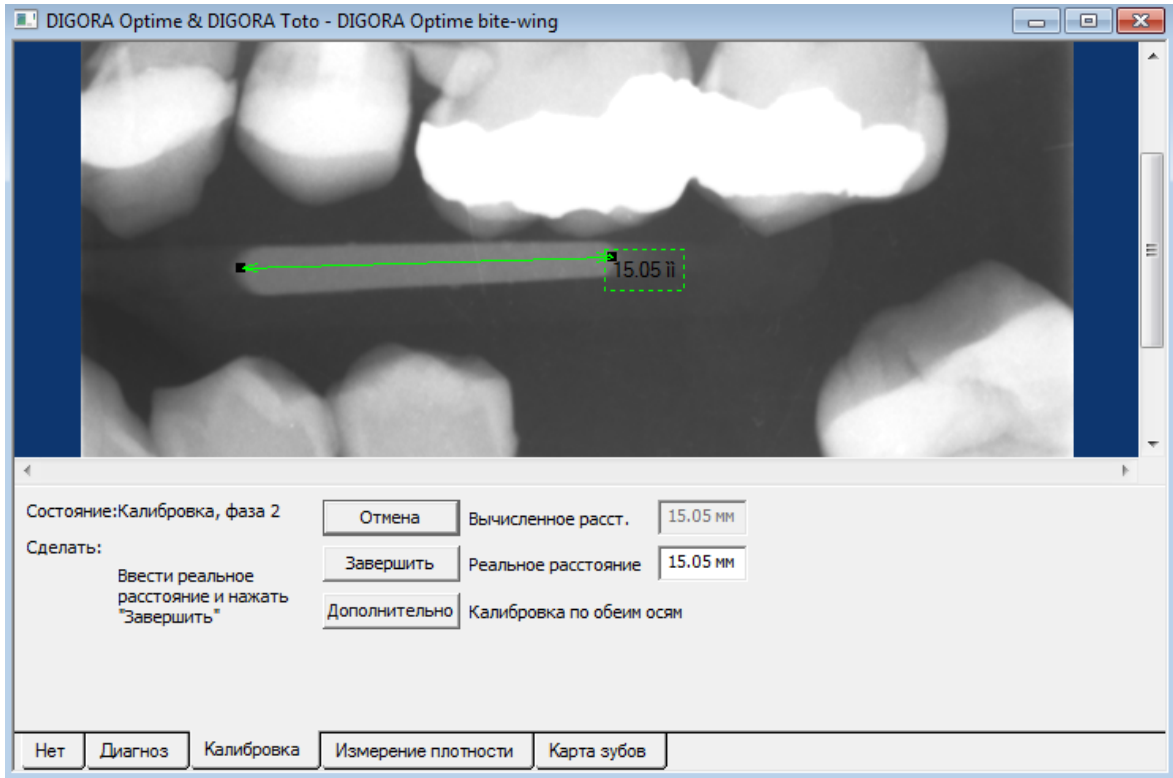 DIGORA Optime & DIGORA Toto - DIGORA Optime bite-wing
15.05 ìì
Состояние:Калибровка, фаза 2
Отмена
Вычисленное расст.
15.05 мм
Сделать:
Ввести реальное
расстояние и нажать
"Завершить"
Завершить
Реальное расстояние
15.05 мм
Дополнительно
Калибровка по обеим осям
Нет
Диагноз
Калибровка
Измерение плотности
Карта зубов